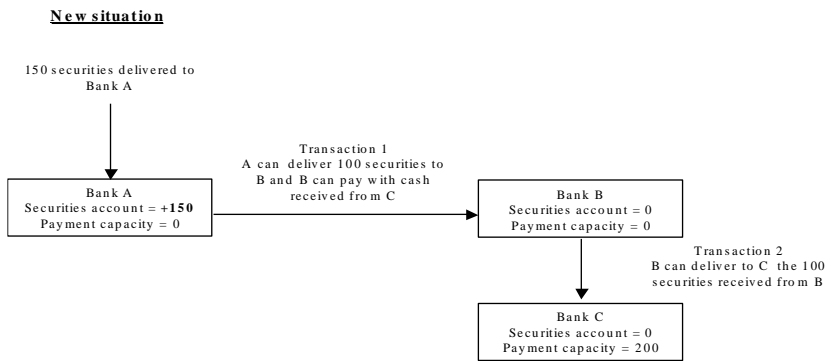 New situation
150 securities delivered to
Bank A
Transaction 1
A can deliver 100 securities to
B and B can pay with cash
received from C
Bank A
Securities account = +150
Payment capacity = 0
Bank B
Securities account = 0
Payment capacity = 0
Transaction 2
B can deliver to C the 100
securities received from B
Bank C
Securities account = 0
Payment capacity = 200